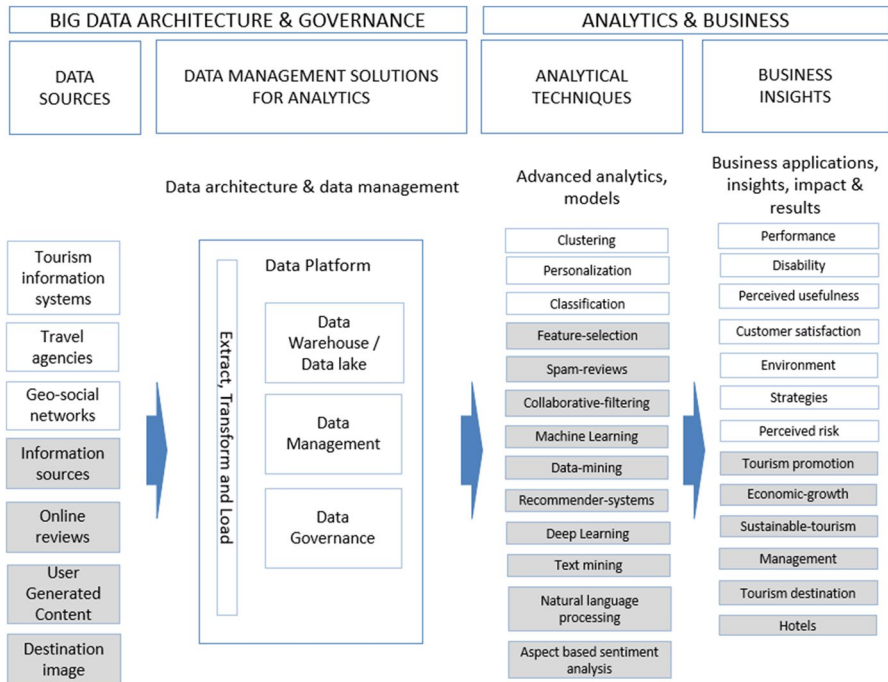 BIG DATA ARCHITECTURE & GOVERNANCE
ANALYTICS & BUSINESS
DATA
SOURCES
DATA MANAGEMENT SOLUTIONS
FOR ANALYTICS
ANALYTICAL
TECHNIQUES
BUSINESS
INSIGHTS
Data architecture & data management
Advanced analytics,
models
Business applications,
insights, impact &
results
Tourism
information
systems
Travel
agencies
Geo-social
networks
Information
sources
Online
reviews
User
Generated
Content
Destination
image
Extract, Transform and Load
Data Platform
Data
Warehouse /
Data lake
Data
Management
Data
Governance
Clustering
Personalization
Classification
Feature-selection
Spam-reviews
Collaborative-filtering
Machine Learning
Data-mining
Recommender-systems
Deep Learning
Text mining
Natural language
processing
Aspect based sentiment
analysis
Performance
Disability
Perceived usefulness
Customer satisfaction
Environment
Strategies
Perceived risk
Tourism promotion
Economic-growth
Sustainable-tourism
Management
Tourism destination
Hotels